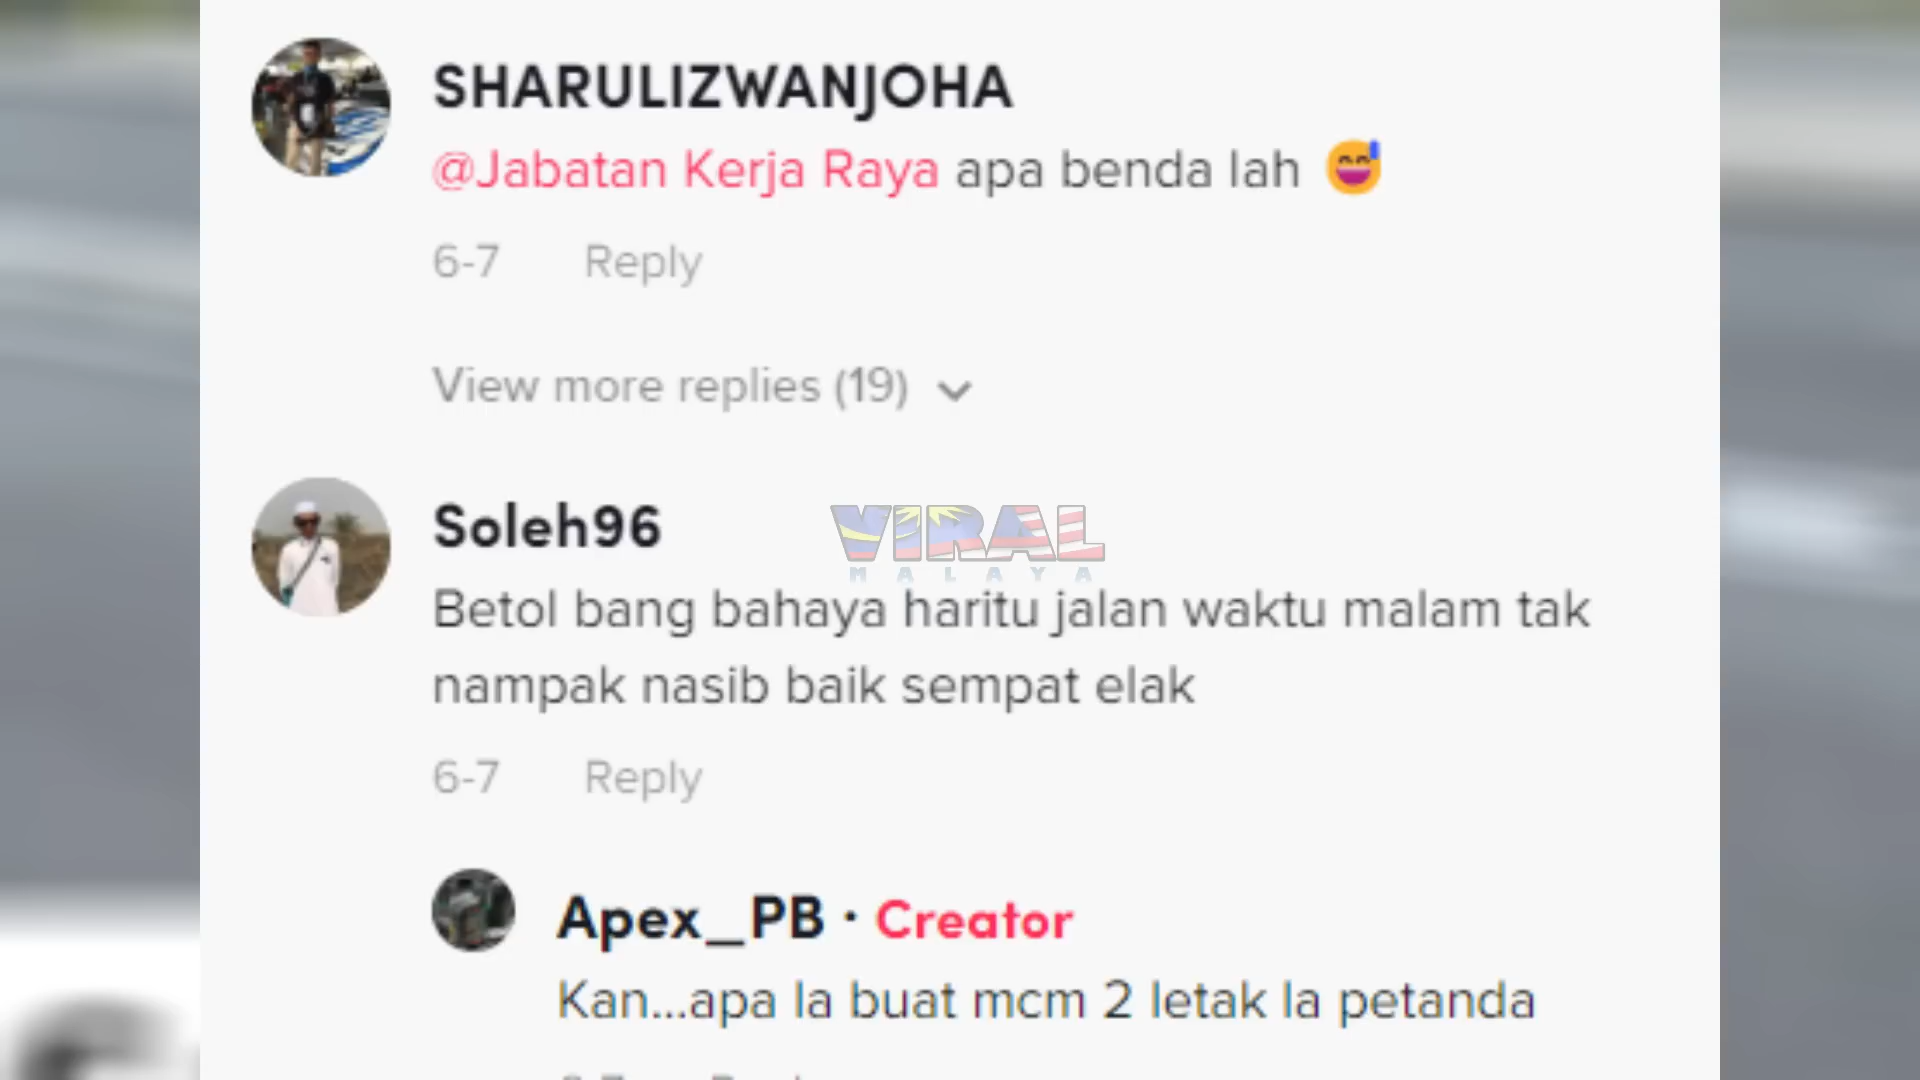 SHARULIZWANJOHA
@Jabatan Kerja Raya apa benda lah 😅
6-7 Reply
View more replies (19)
Soleh96
VIRAL
MALAYA
Betol bang bahaya haritu jalan waktu malam tak
nampak nasib baik sempat elak
6-7 Reply
Apex_PB · Creator
Kan...apa la buat mcm 2 letak la petanda